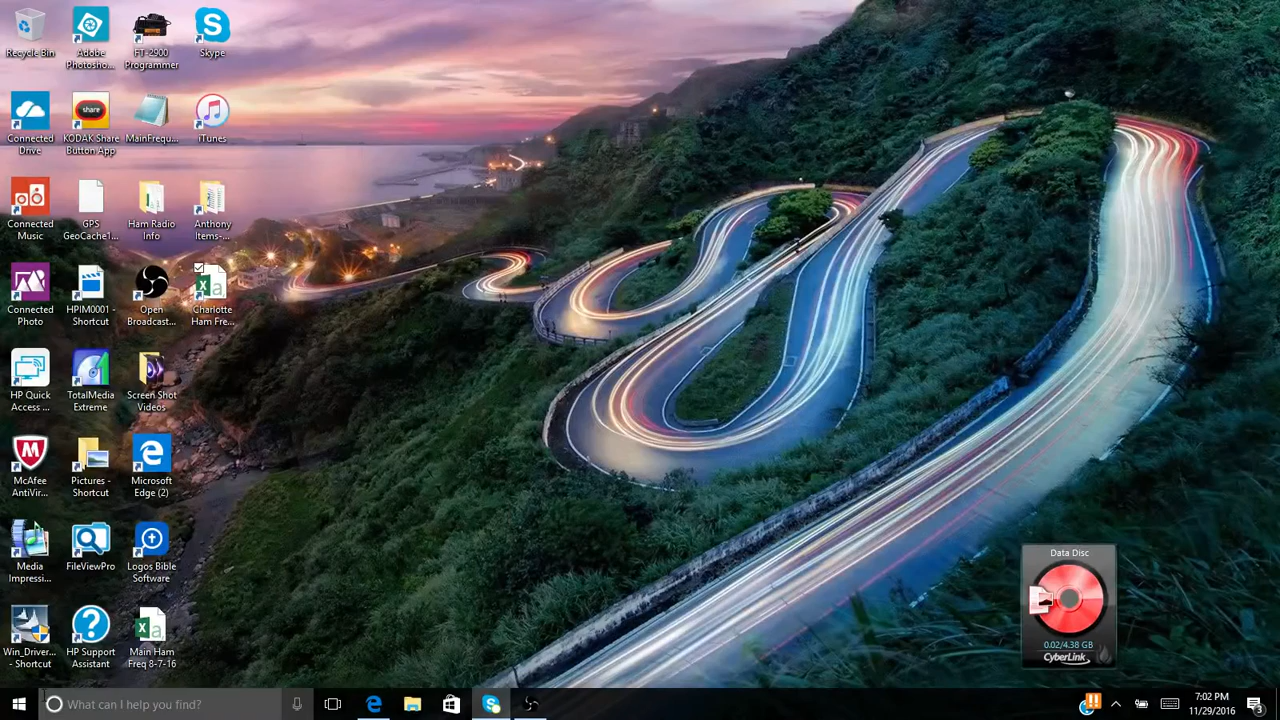 Recycle Bin
Adobe
Photosho...
FT-2900
Programmer
Skype
Connected
Drive
share
KODAK Share
Button App
MainFrequ...
iTunes
Connected
Music
GPS
GeoCache1...
Ham Radio
Info
Anthony
Items-...
Connected
Photo
HPIM0001 -
Shortcut
Open
Broadcast...
Charlotte
Ham Fre...
HP Quick
Access ...
TotalMedia
Extreme
Screen Shot
Videos
McAfee
AntiVir...
Pictures -
Shortcut
Microsoft
Edge (2)
Media
Impressi...
FileViewPro
Logos Bible
Software
Win_Driver...
- Shortcut
HP Support
Assistant
Main Ham
Freq 8-7-16
Data Disc
0.02/4.38 GB
CyberLink
What can I help you find?
7:02 PM
11/29/2016
3